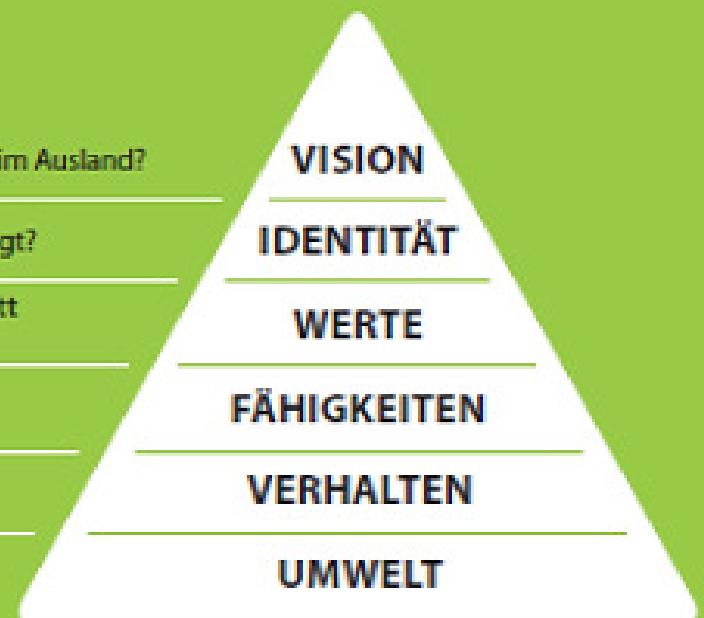 im Ausland?
VISION
gt?
IDENTITÄT
tt
WERTE
FÄHIGKEITEN
VERHALTEN
UMWELT